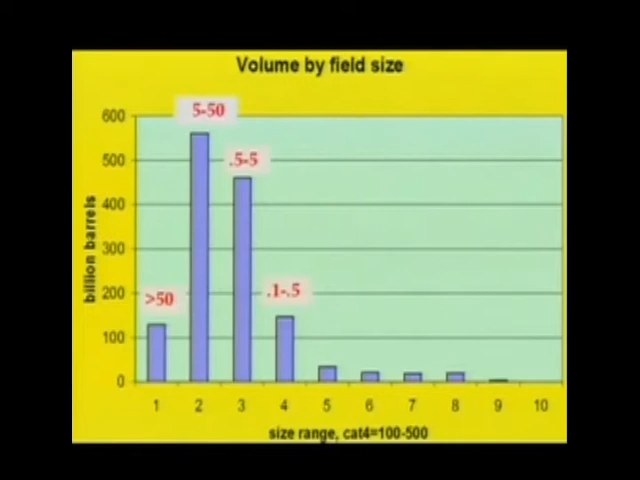 Volume by field size
600
500
400
300
200
100
0
billion barrels
>50
5-50
.5-5
.1-.5
1 2 3 4 5 6 7 8 9 10
size range, cat4=100-500